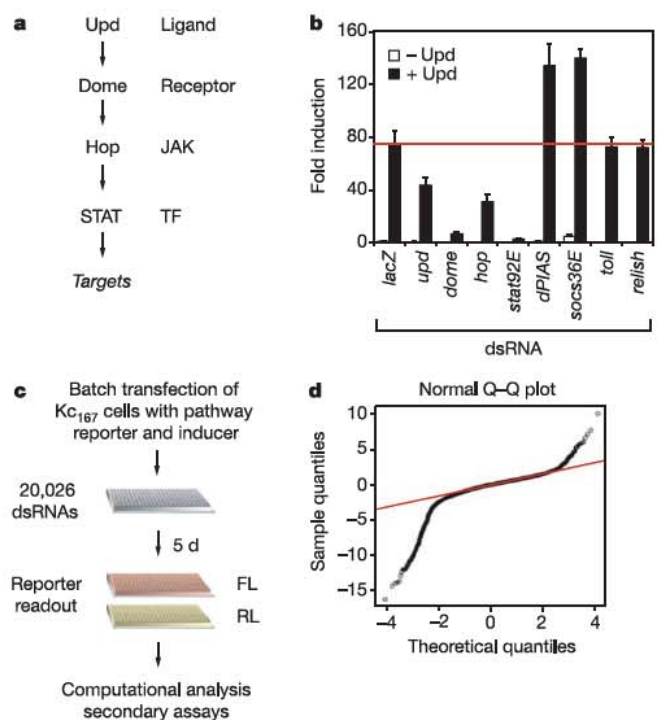 a
Upd Ligand
Dome Receptor
Hop JAK
STAT TF
Targets
b
Fold induction
160
120
80
40
0
– Upd
+ Upd
lacZ
upd
dome
hop
stat92E
dPIAS
socs36E
toll
relish
dsRNA
c
Batch transfection of
Kc167 cells with pathway
reporter and inducer
20,026
dsRNAs
5 d
Reporter
readout
FL
RL
Computational analysis
secondary assays
d
Normal Q–Q plot
Sample quantiles
10
5
0
–5
–10
–15
–4 –2 0 2 4
Theoretical quantiles